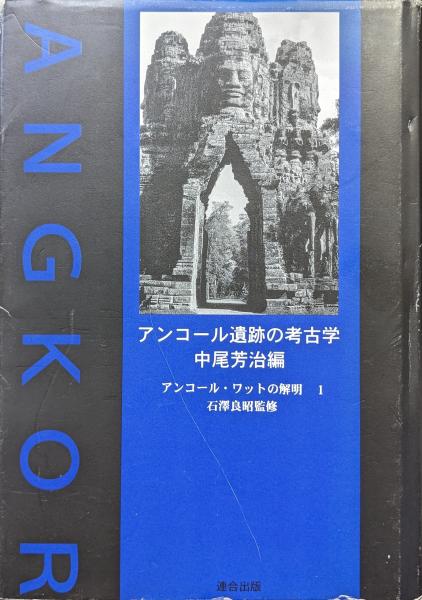 ANGKOR
アンコール遺跡の考古学
中尾芳治編
アンコール・ワットの解明 1
石澤良昭監修
連合出版